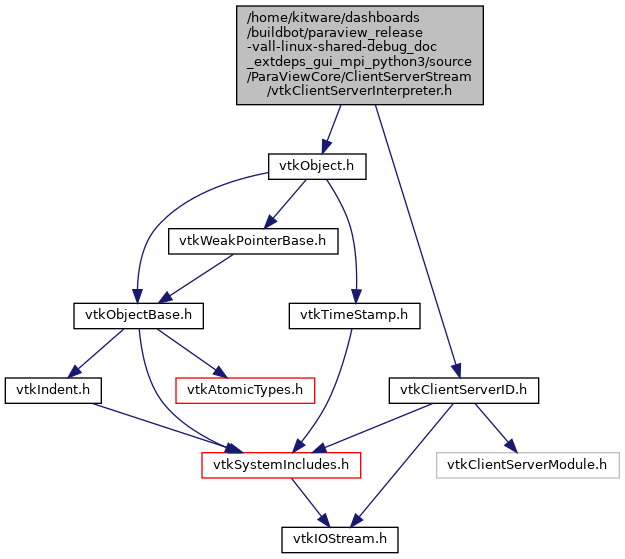 /home/kitware/dashboards
/buildbot/paraview_release
-vall-linux-shared-debug_doc
_extdeps_gui_mpi_python3/source
/ParaViewCore/ClientServerStream
/vtkClientServerInterpreter.h
vtkObject.h
vtkWeakPointerBase.h
vtkObjectBase.h
vtkTimeStamp.h
vtkIndent.h
vtkAtomicTypes.h
vtkClientServerID.h
vtkSystemIncludes.h
vtkClientServerModule.h
vtkIOStream.h